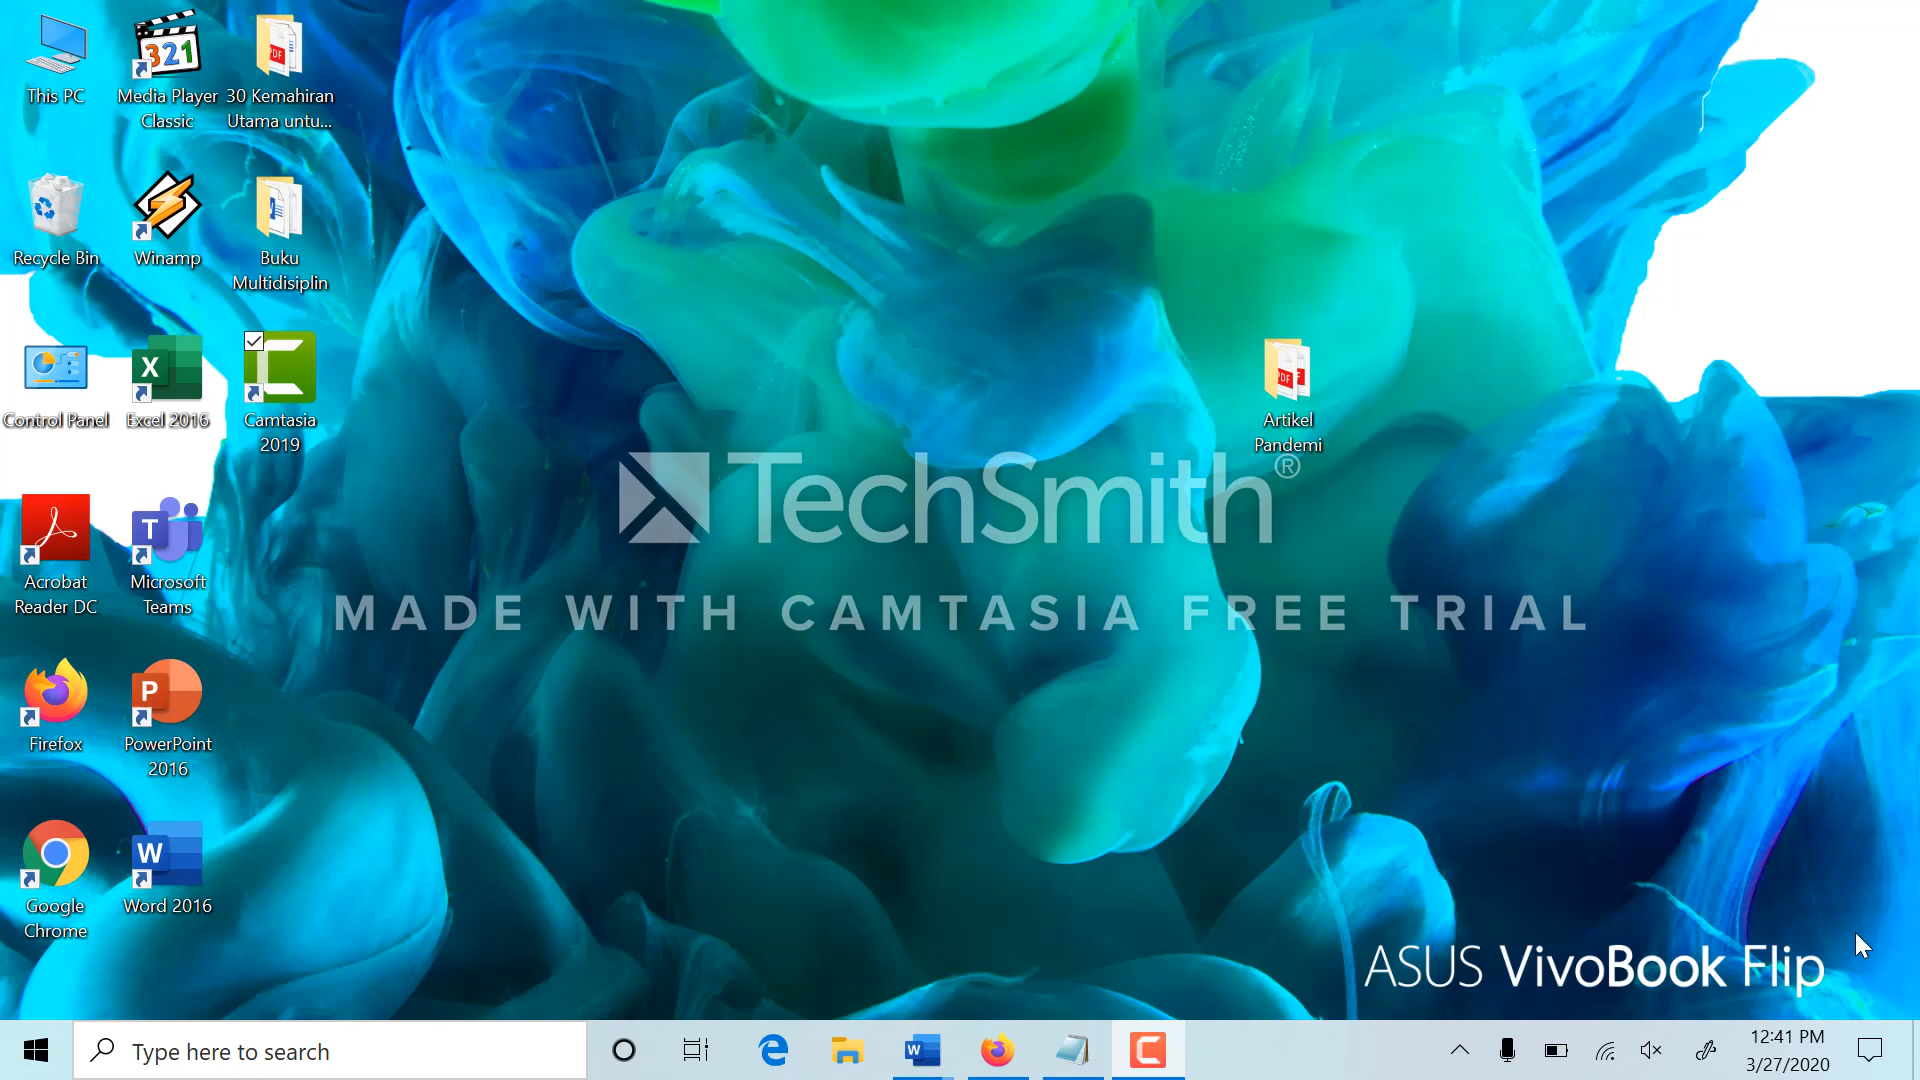 This PC
Media Player
Classic
30 Kemahiran
Utama untu...
Recycle Bin
Winamp
Buku
Multidisiplin
Control Panel
Excel 2016
Camtasia
2019
Artikel
Pandemi
TechSmith®
MADE WITH CAMTASIA FREE TRIAL
Acrobat
Reader DC
Microsoft
Teams
Firefox
PowerPoint
2016
Google
Chrome
Word 2016
ASUS VivoBook Flip
Type here to search
12:41 PM
3/27/2020